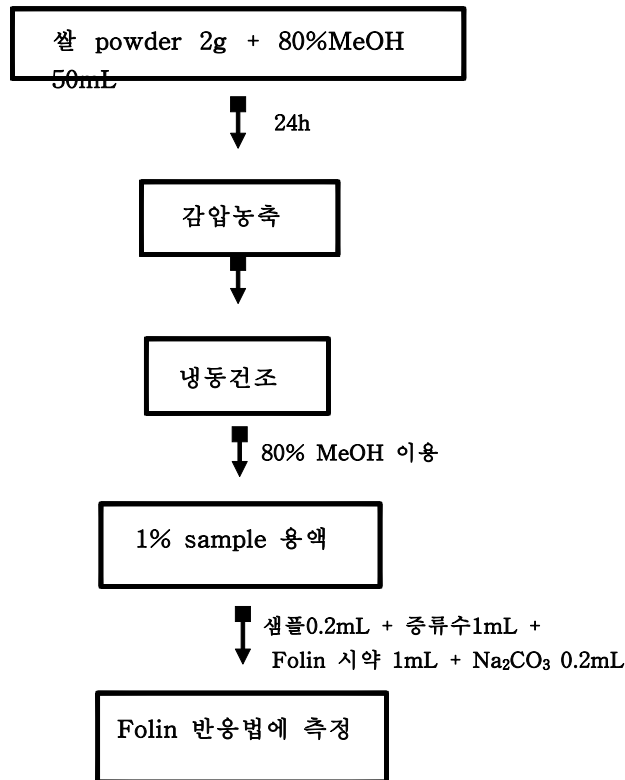 쌀 powder 2g + 80%MeOH
50mL
24h
감압농축
냉동건조
80% MeOH 이용
1% sample 용액
샘플0.2mL + 증류수1mL +
Folin 시약 1mL + Na₂CO₃ 0.2mL
Folin 반응법에 측정